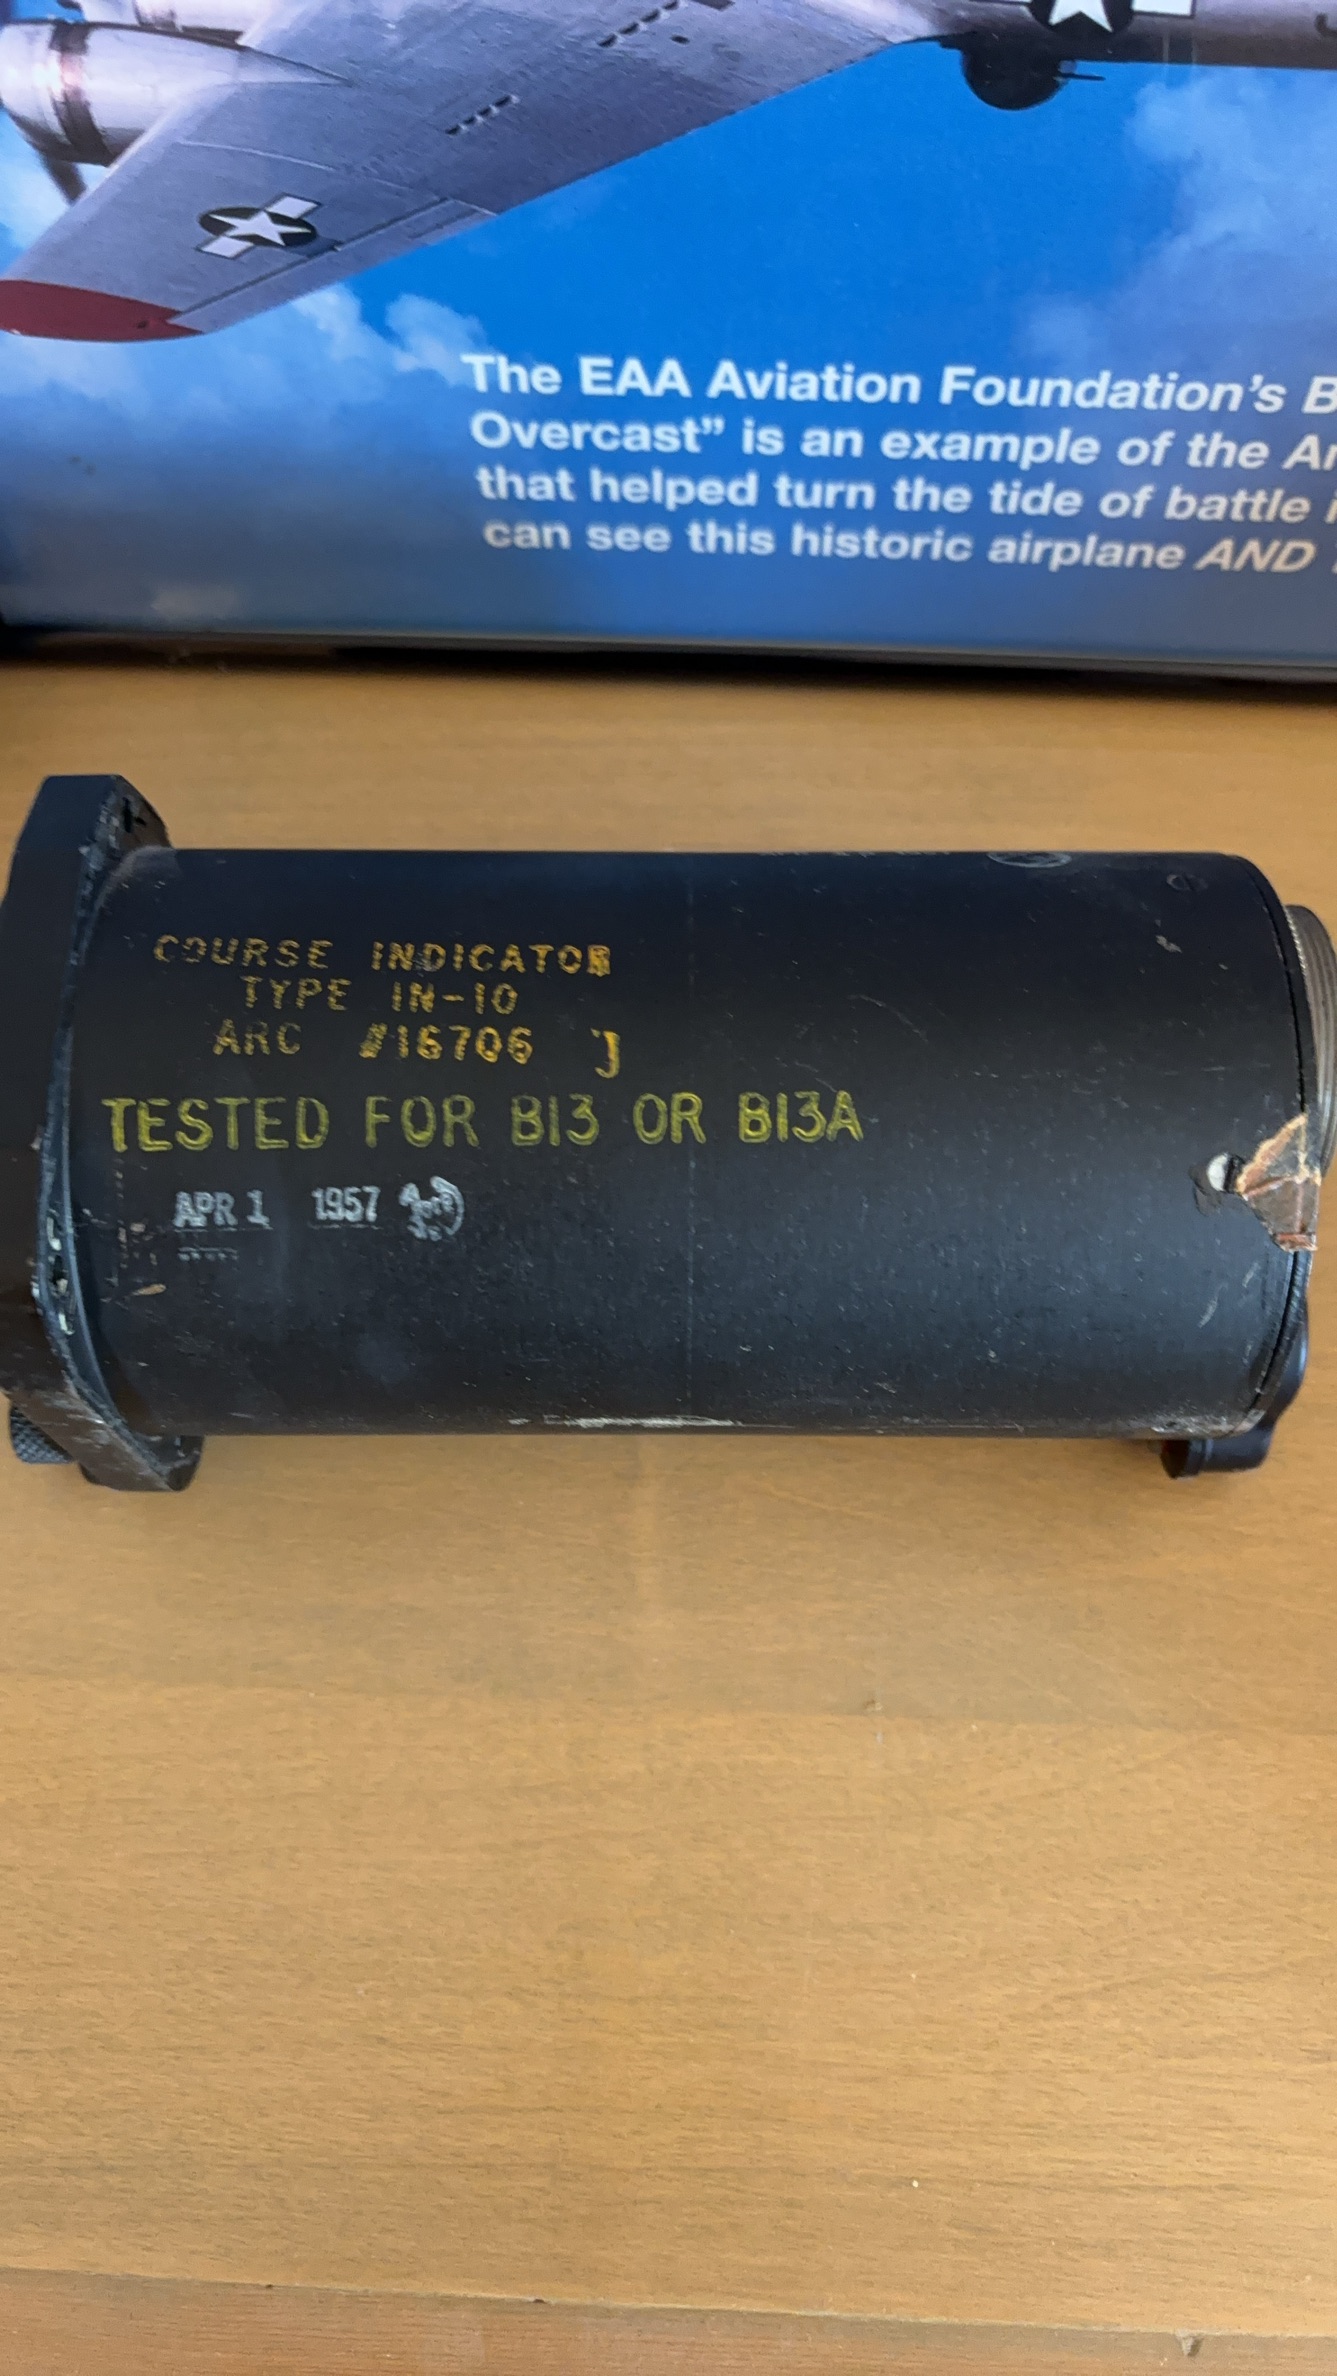 The EAA Aviation Foundation's B
Overcast" is an example of the Ar
that helped turn the tide of battle i
can see this historic airplane AND
COURSE INDICATOR
TYPE IN-10
ARC #16706 J
TESTED FOR B13 OR B13A
APR 1 1957